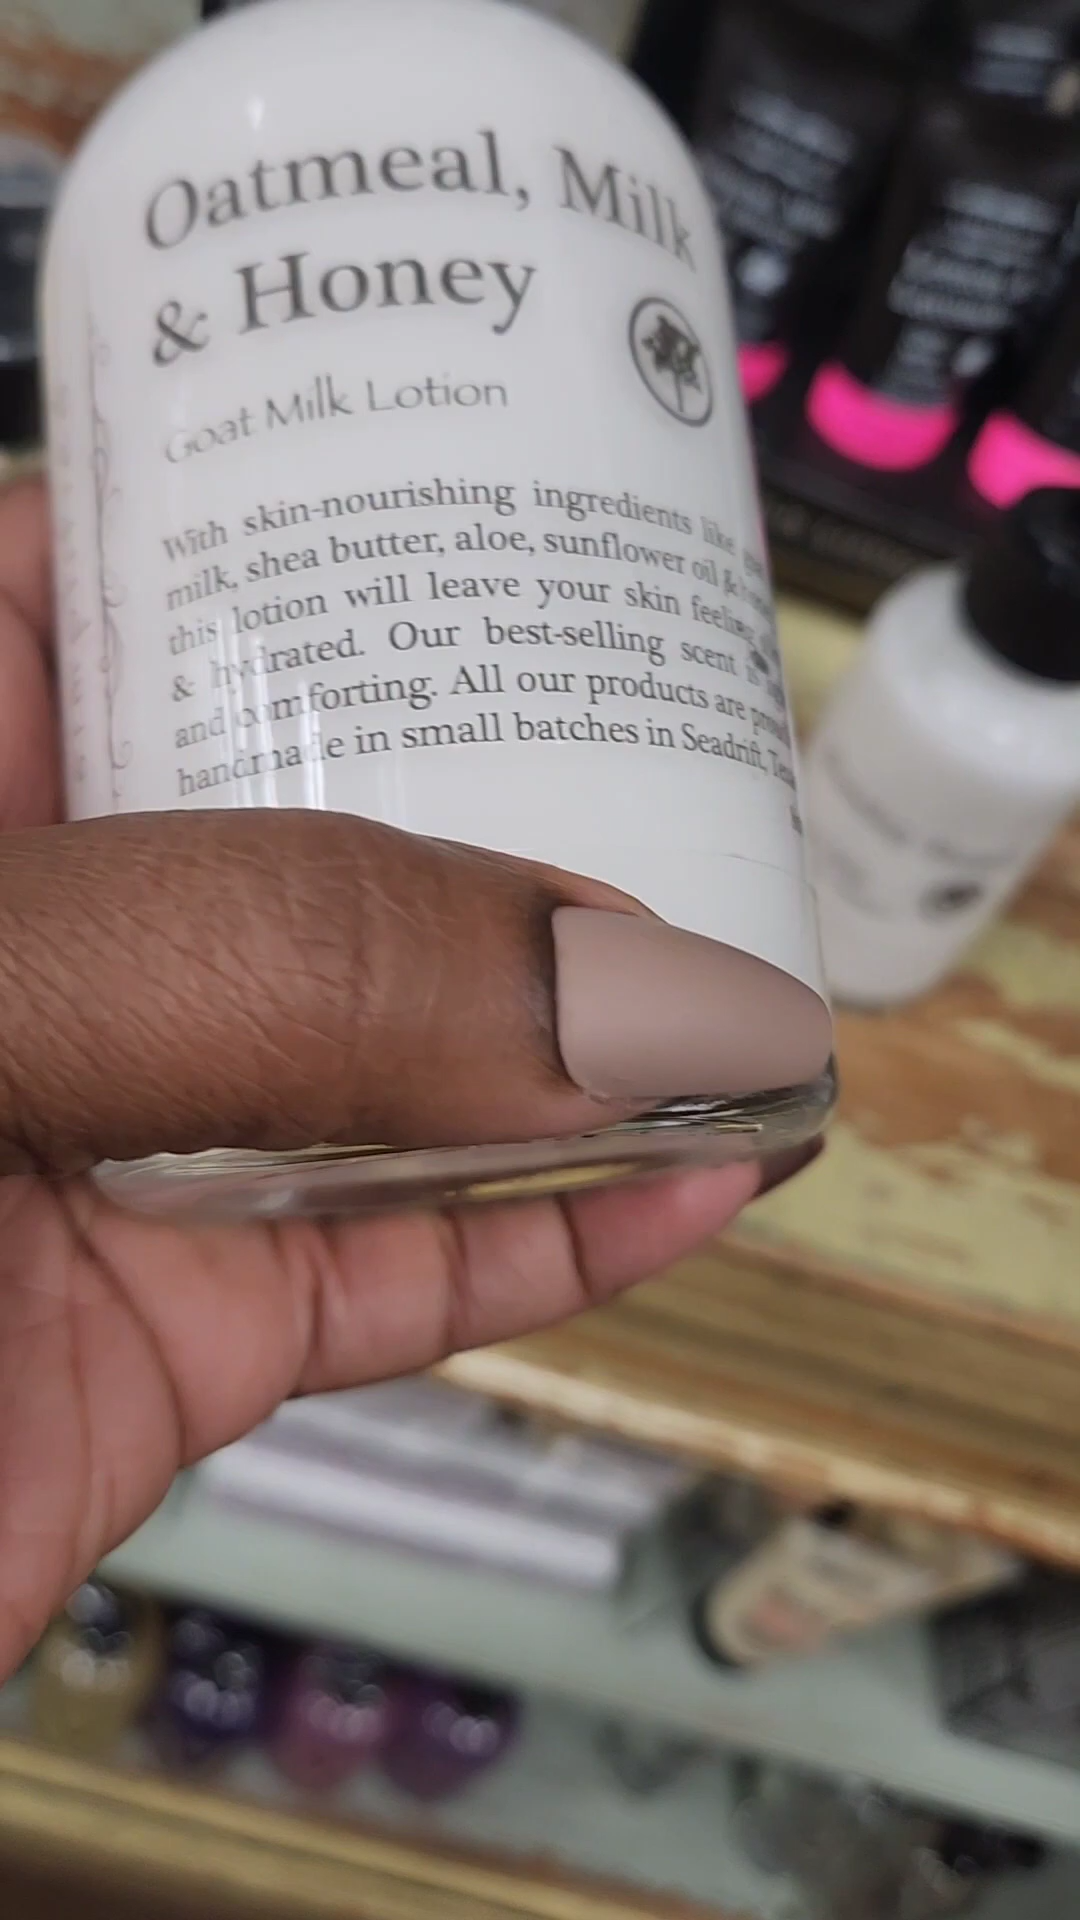 Oatmeal, Milk
& Honey
Goat Milk Lotion
With skin-nourishing ingredients like
milk, shea butter, aloe, sunflower oil &
this lotion will leave your skin feeling
& hydrated. Our best-selling scent is
and comforting. All our products are
handmade in small batches in Seadrift,